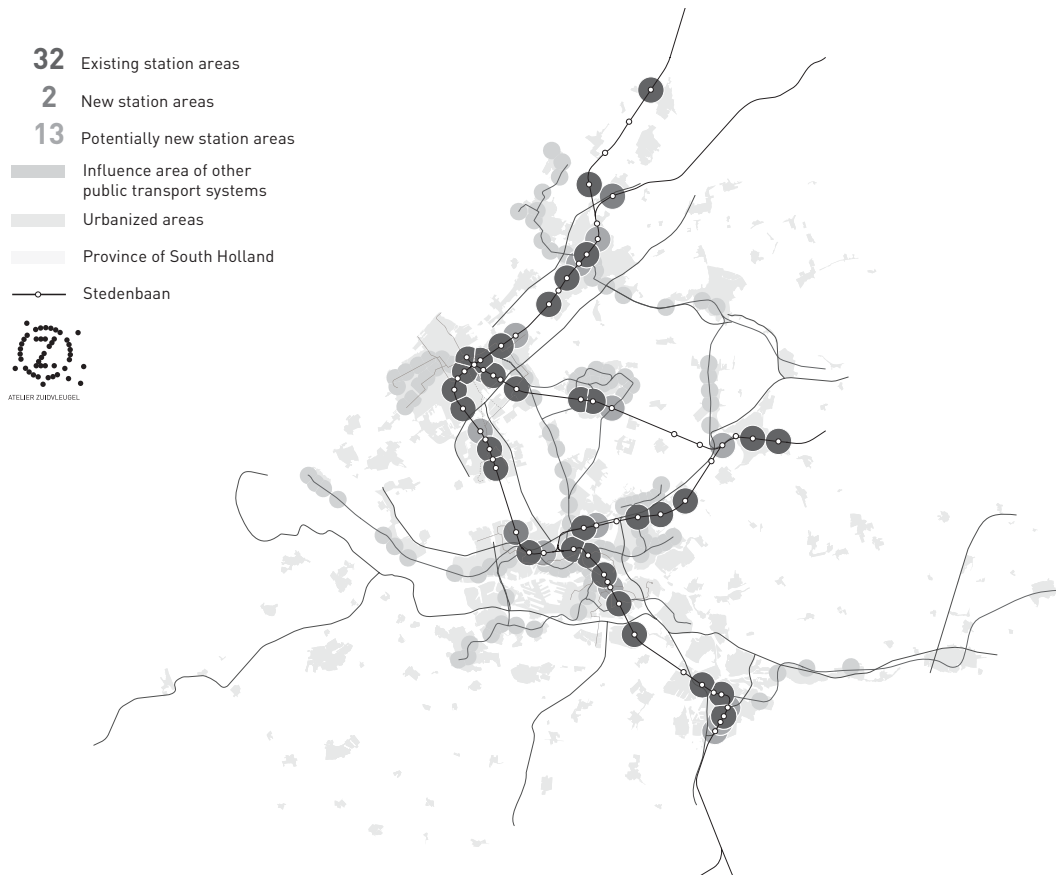 32 Existing station areas
2 New station areas
13 Potentially new station areas
Influence area of other
public transport systems
Urbanized areas
Province of South Holland
Stedenbaan
Z
ATELIER ZUIDVLEUGEL